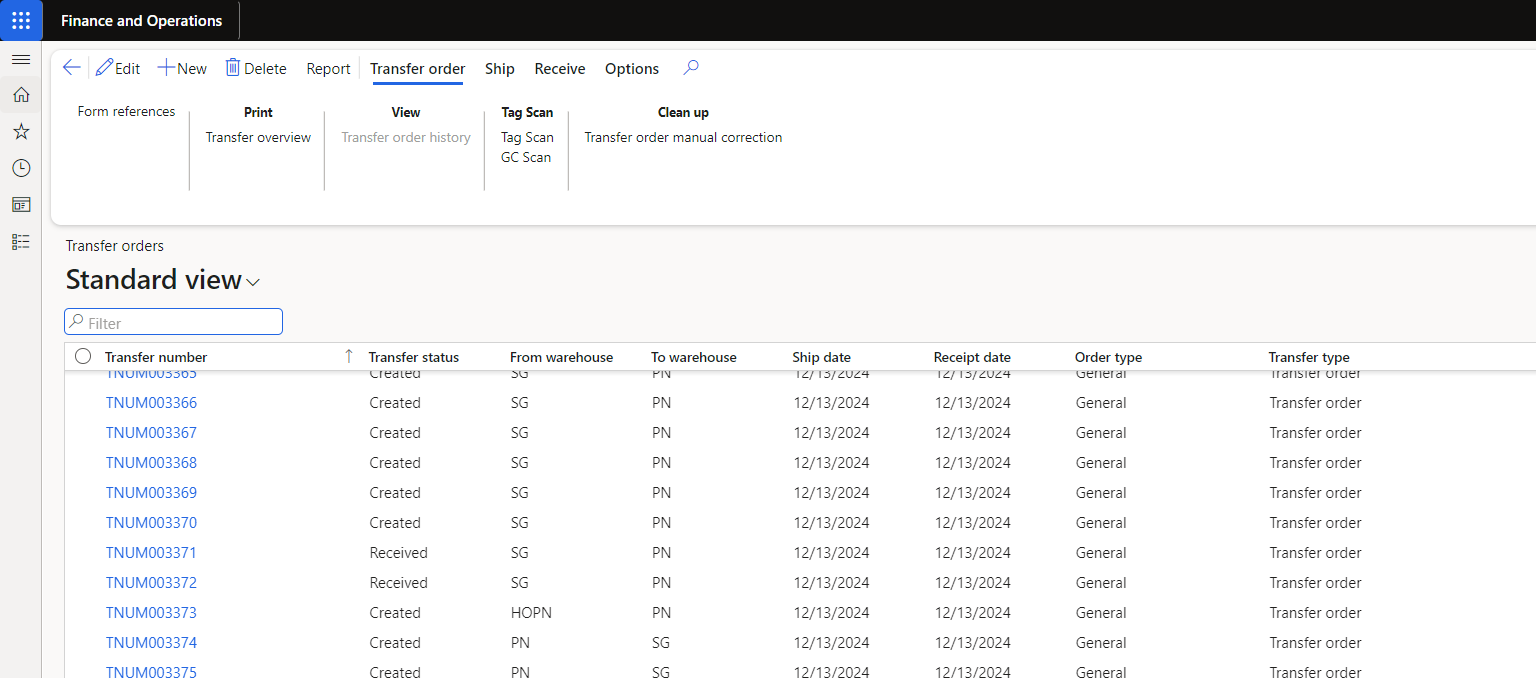 Finance and Operations
Edit New Delete Report Transfer order Ship Receive Options
Form references Print View Tag Scan Clean up
Transfer overview Transfer order history Tag Scan Transfer order manual correction
GC Scan
Transfer orders
Standard view
Filter
Transfer number Transfer status From warehouse To warehouse Ship date Receipt date Order type Transfer type
TNUM003365 Created SG PN 12/13/2024 12/13/2024 General Transfer order
TNUM003366 Created SG PN 12/13/2024 12/13/2024 General Transfer order
TNUM003367 Created SG PN 12/13/2024 12/13/2024 General Transfer order
TNUM003368 Created SG PN 12/13/2024 12/13/2024 General Transfer order
TNUM003369 Created SG PN 12/13/2024 12/13/2024 General Transfer order
TNUM003370 Created SG PN 12/13/2024 12/13/2024 General Transfer order
TNUM003371 Received SG PN 12/13/2024 12/13/2024 General Transfer order
TNUM003372 Received SG PN 12/13/2024 12/13/2024 General Transfer order
TNUM003373 Created HOPN PN 12/13/2024 12/13/2024 General Transfer order
TNUM003374 Created PN SG 12/13/2024 12/13/2024 General Transfer order
TNUM003375 Created PN SG 12/13/2024 12/13/2024 General Transfer order